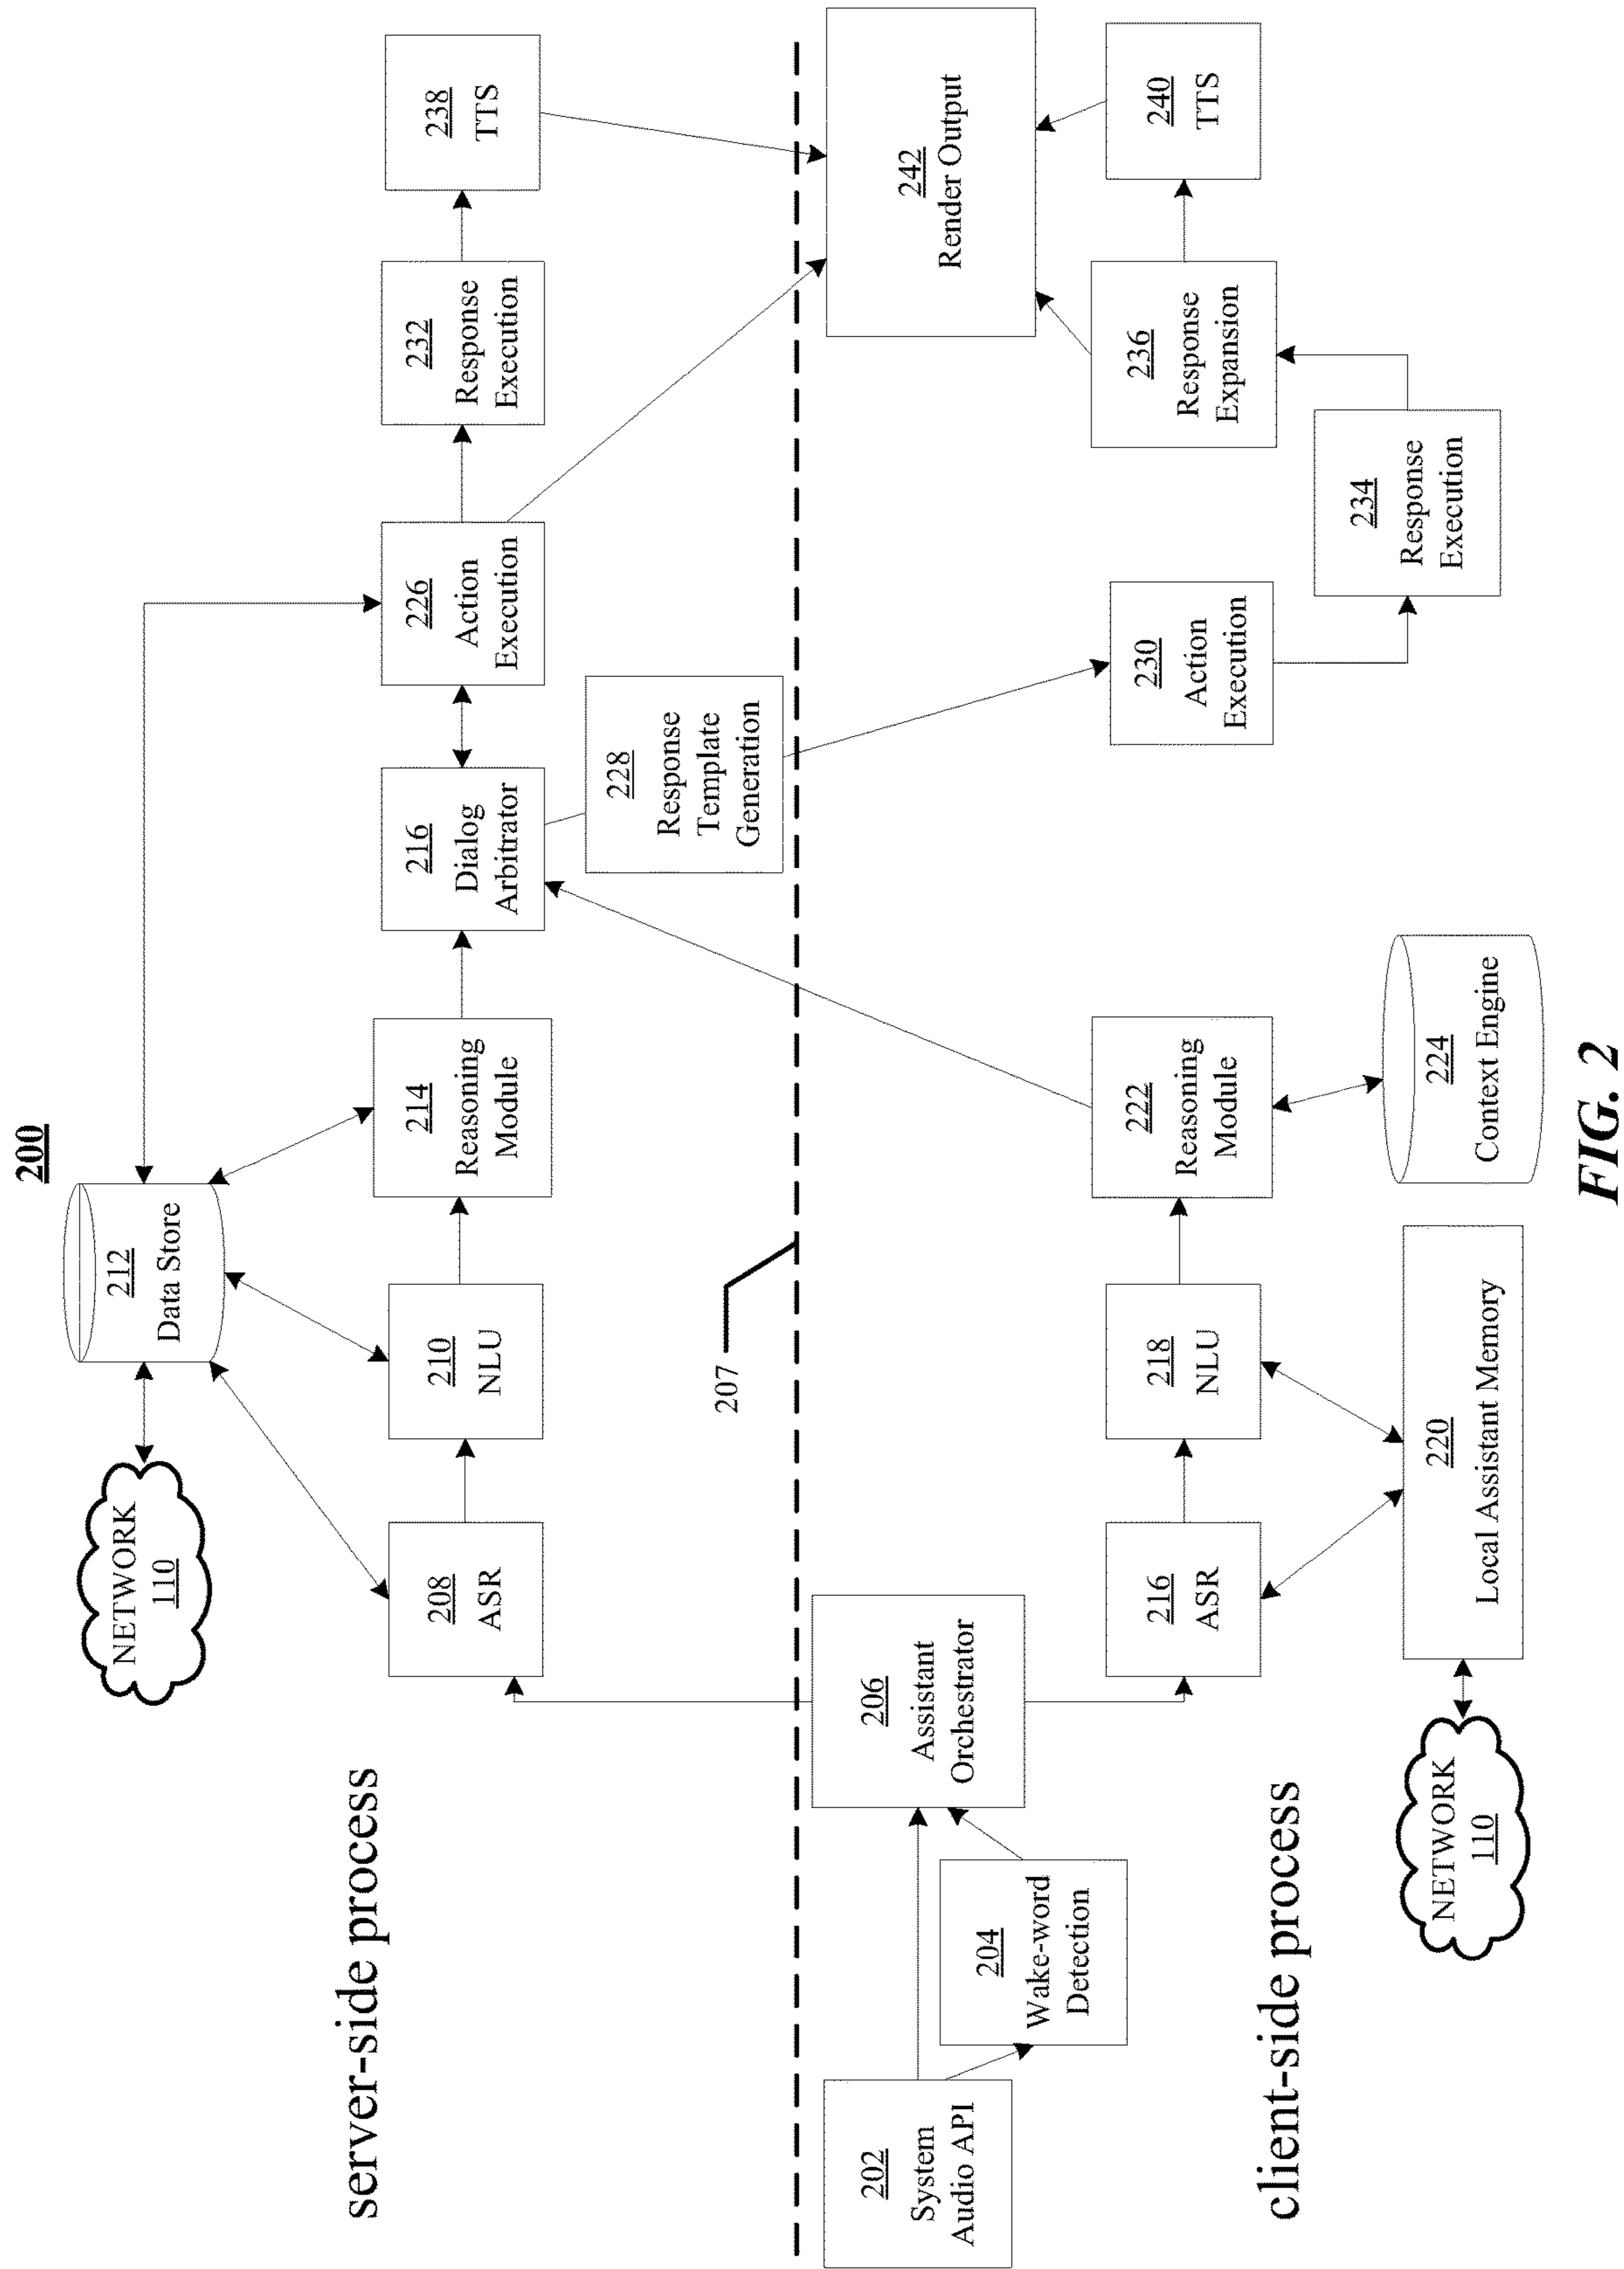 200
NETWORK
110
212
Data Store
server-side process
208
ASR
210
NLU
214
Reasoning
Module
216
Dialog
Arbitrator
226
Action
Execution
232
Response
Execution
238
TTS
228
Response
Template
Generation
207
202
System
Audio API
204
Wake-word
Detection
206
Assistant
Orchestrator
242
Render Output
client-side process
216
ASR
218
NLU
222
Reasoning
Module
230
Action
Execution
236
Response
Expansion
240
TTS
234
Response
Execution
NETWORK
110
220
Local Assistant Memory
224
Context Engine
FIG. 2